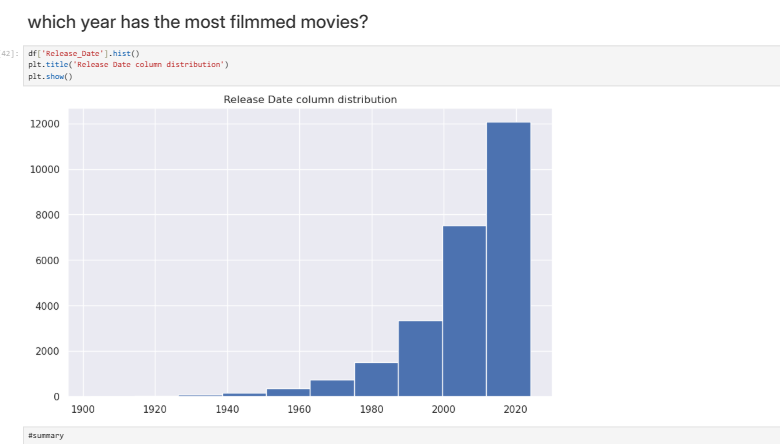 which year has the most filmmed movies?
42]:
df['Release_Date'].hist()
plt.title('Release Date column distribution')
plt.show()
Release Date column distribution
12000
10000
8000
6000
4000
2000
0
1900 1920 1940 1960 1980 2000 2020
#summary